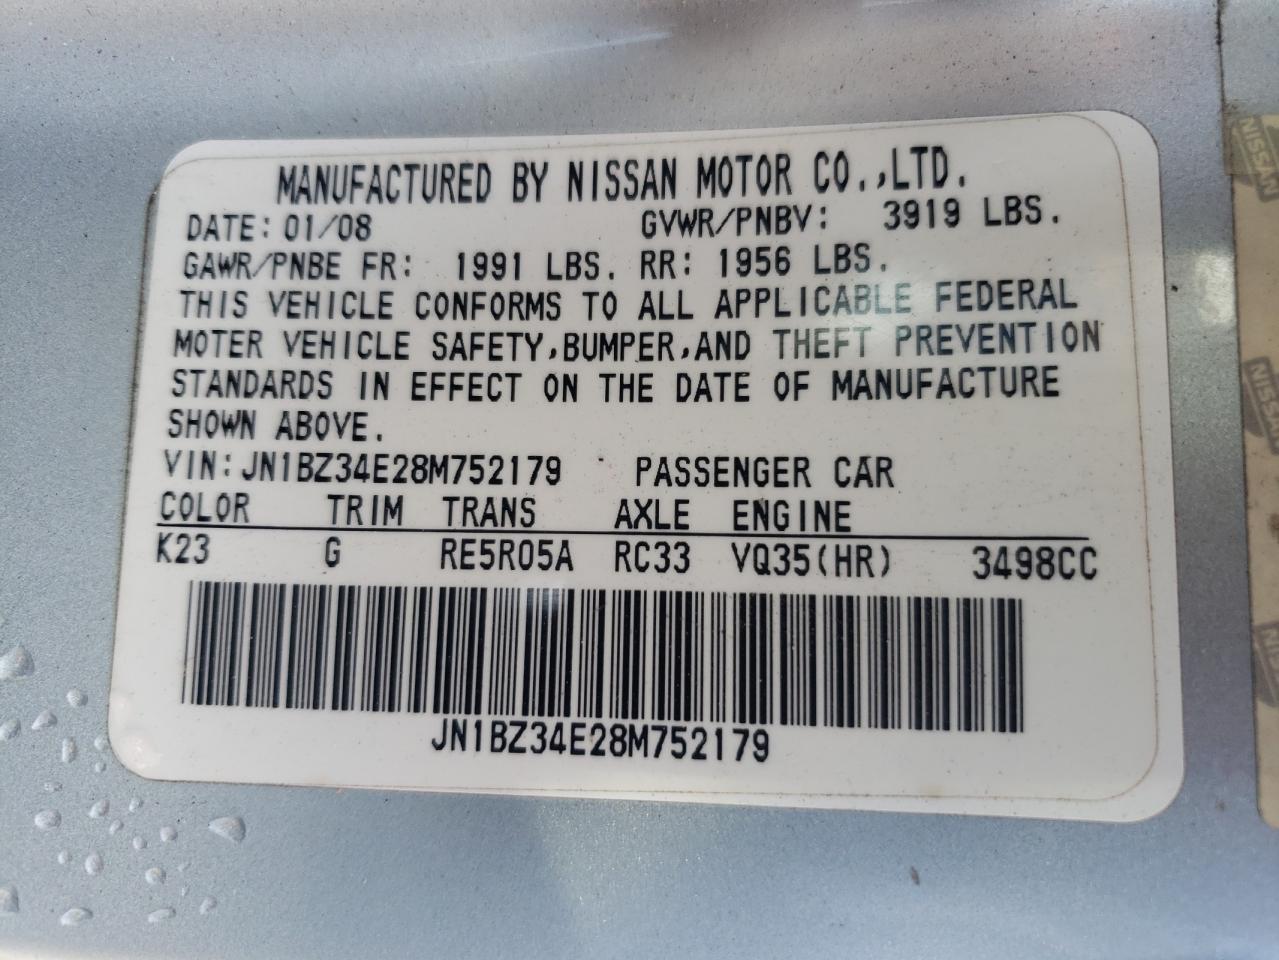 MANUFACTURED BY NISSAN MOTOR CO.,LTD.
DATE: 01/08 GVWR/PNBV: 3919 LBS.
GAWR/PNBE FR: 1991 LBS. RR: 1956 LBS.
THIS VEHICLE CONFORMS TO ALL APPLICABLE FEDERAL
MOTER VEHICLE SAFETY,BUMPER,AND THEFT PREVENTION
STANDARDS IN EFFECT ON THE DATE OF MANUFACTURE
SHOWN ABOVE.
VIN: JN1BZ34E28M752179 PASSENGER CAR
COLOR TRIM TRANS AXLE ENGINE
K23 G RE5R05A RC33 VQ35(HR) 3498CC
JN1BZ34E28M752179
NISSAN
NISSAN
NISSAN